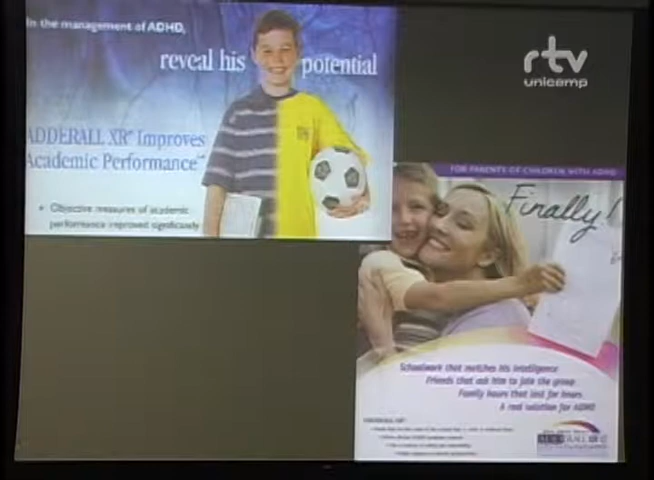 In the management of ADHD,
reveal his potential
ADDERALL XR® Improves
Academic Performance
• Objective measures of academic
performance improved significantly
rtv
unicamp
FOR PARENTS OF CHILDREN WITH ADHD
Finally!
Schoolwork that matches his intelligence
Friends that ask him to join the group
Family hours that last for hours
A real solution for ADHD
ADDERALL XR